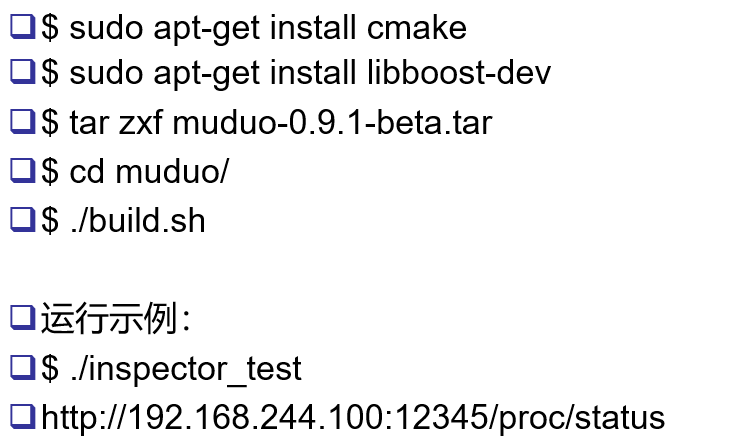 ❑$ sudo apt-get install cmake
❑$ sudo apt-get install libboost-dev
❑$ tar zxf muduo-0.9.1-beta.tar
❑$ cd muduo/
❑$ ./build.sh
❑运行示例：
❑$ ./inspector_test
❑http://192.168.244.100:12345/proc/status